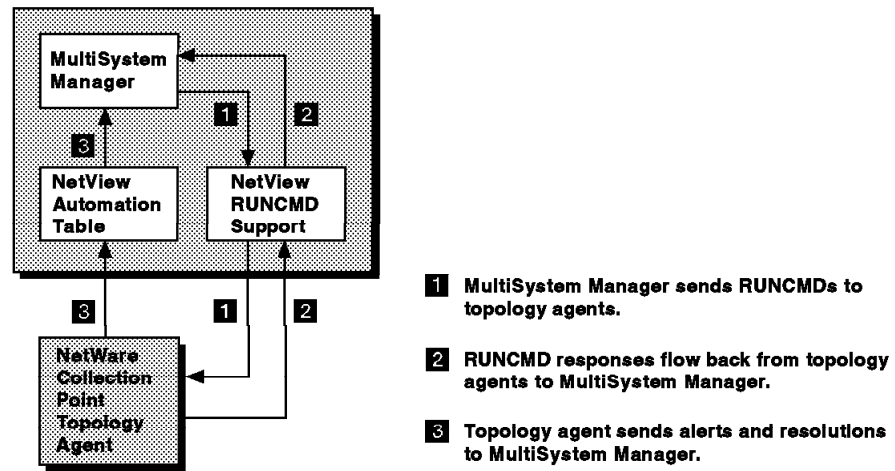 MultiSystem
Manager
1
2
3
NetView
Automation
Table
NetView
RUNCMD
Support
3
1
2
NetWare
Collection
Point
Topology
Agent
1 MultiSystem Manager sends RUNCMDs to
topology agents.
2 RUNCMD responses flow back from topology
agents to MultiSystem Manager.
3 Topology agent sends alerts and resolutions
to MultiSystem Manager.